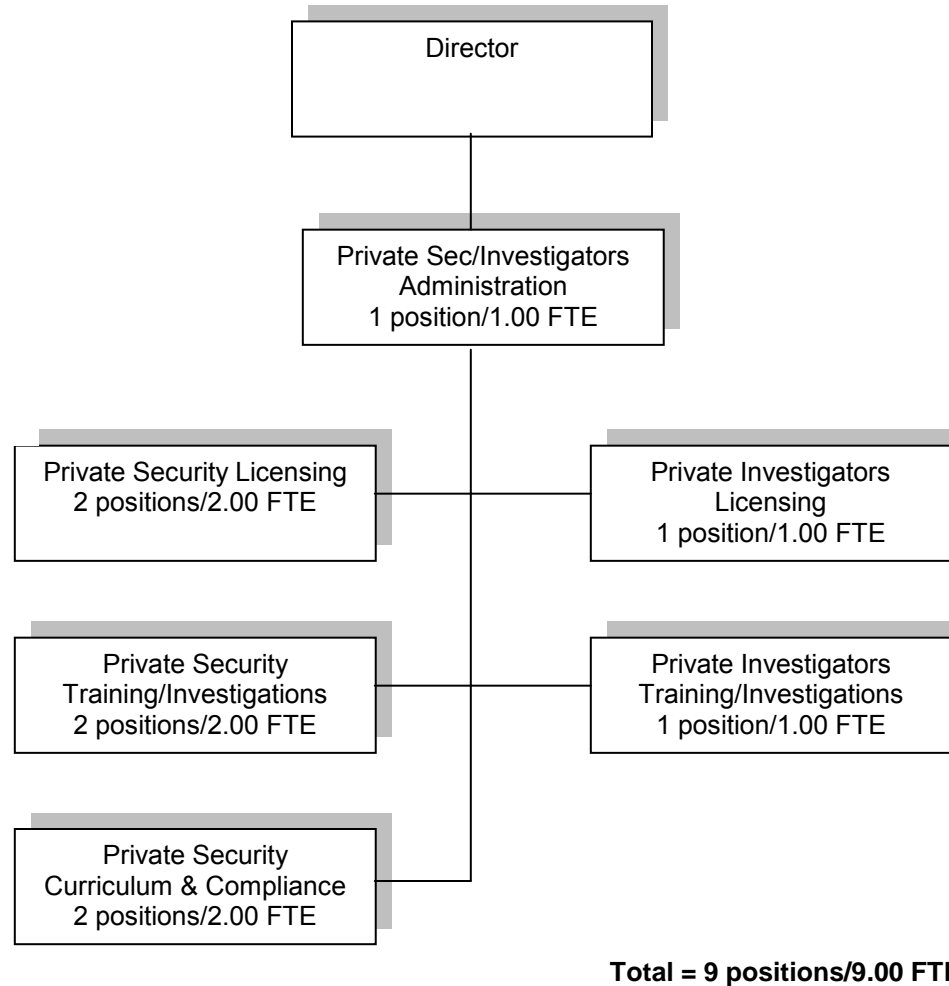 Director
Private Sec/Investigators
Administration
1 position/1.00 FTE
Private Security Licensing
2 positions/2.00 FTE
Private Investigators
Licensing
1 position/1.00 FTE
Private Security
Training/Investigations
2 positions/2.00 FTE
Private Investigators
Training/Investigations
1 position/1.00 FTE
Private Security
Curriculum & Compliance
2 positions/2.00 FTE
Total = 9 positions/9.00 FTE